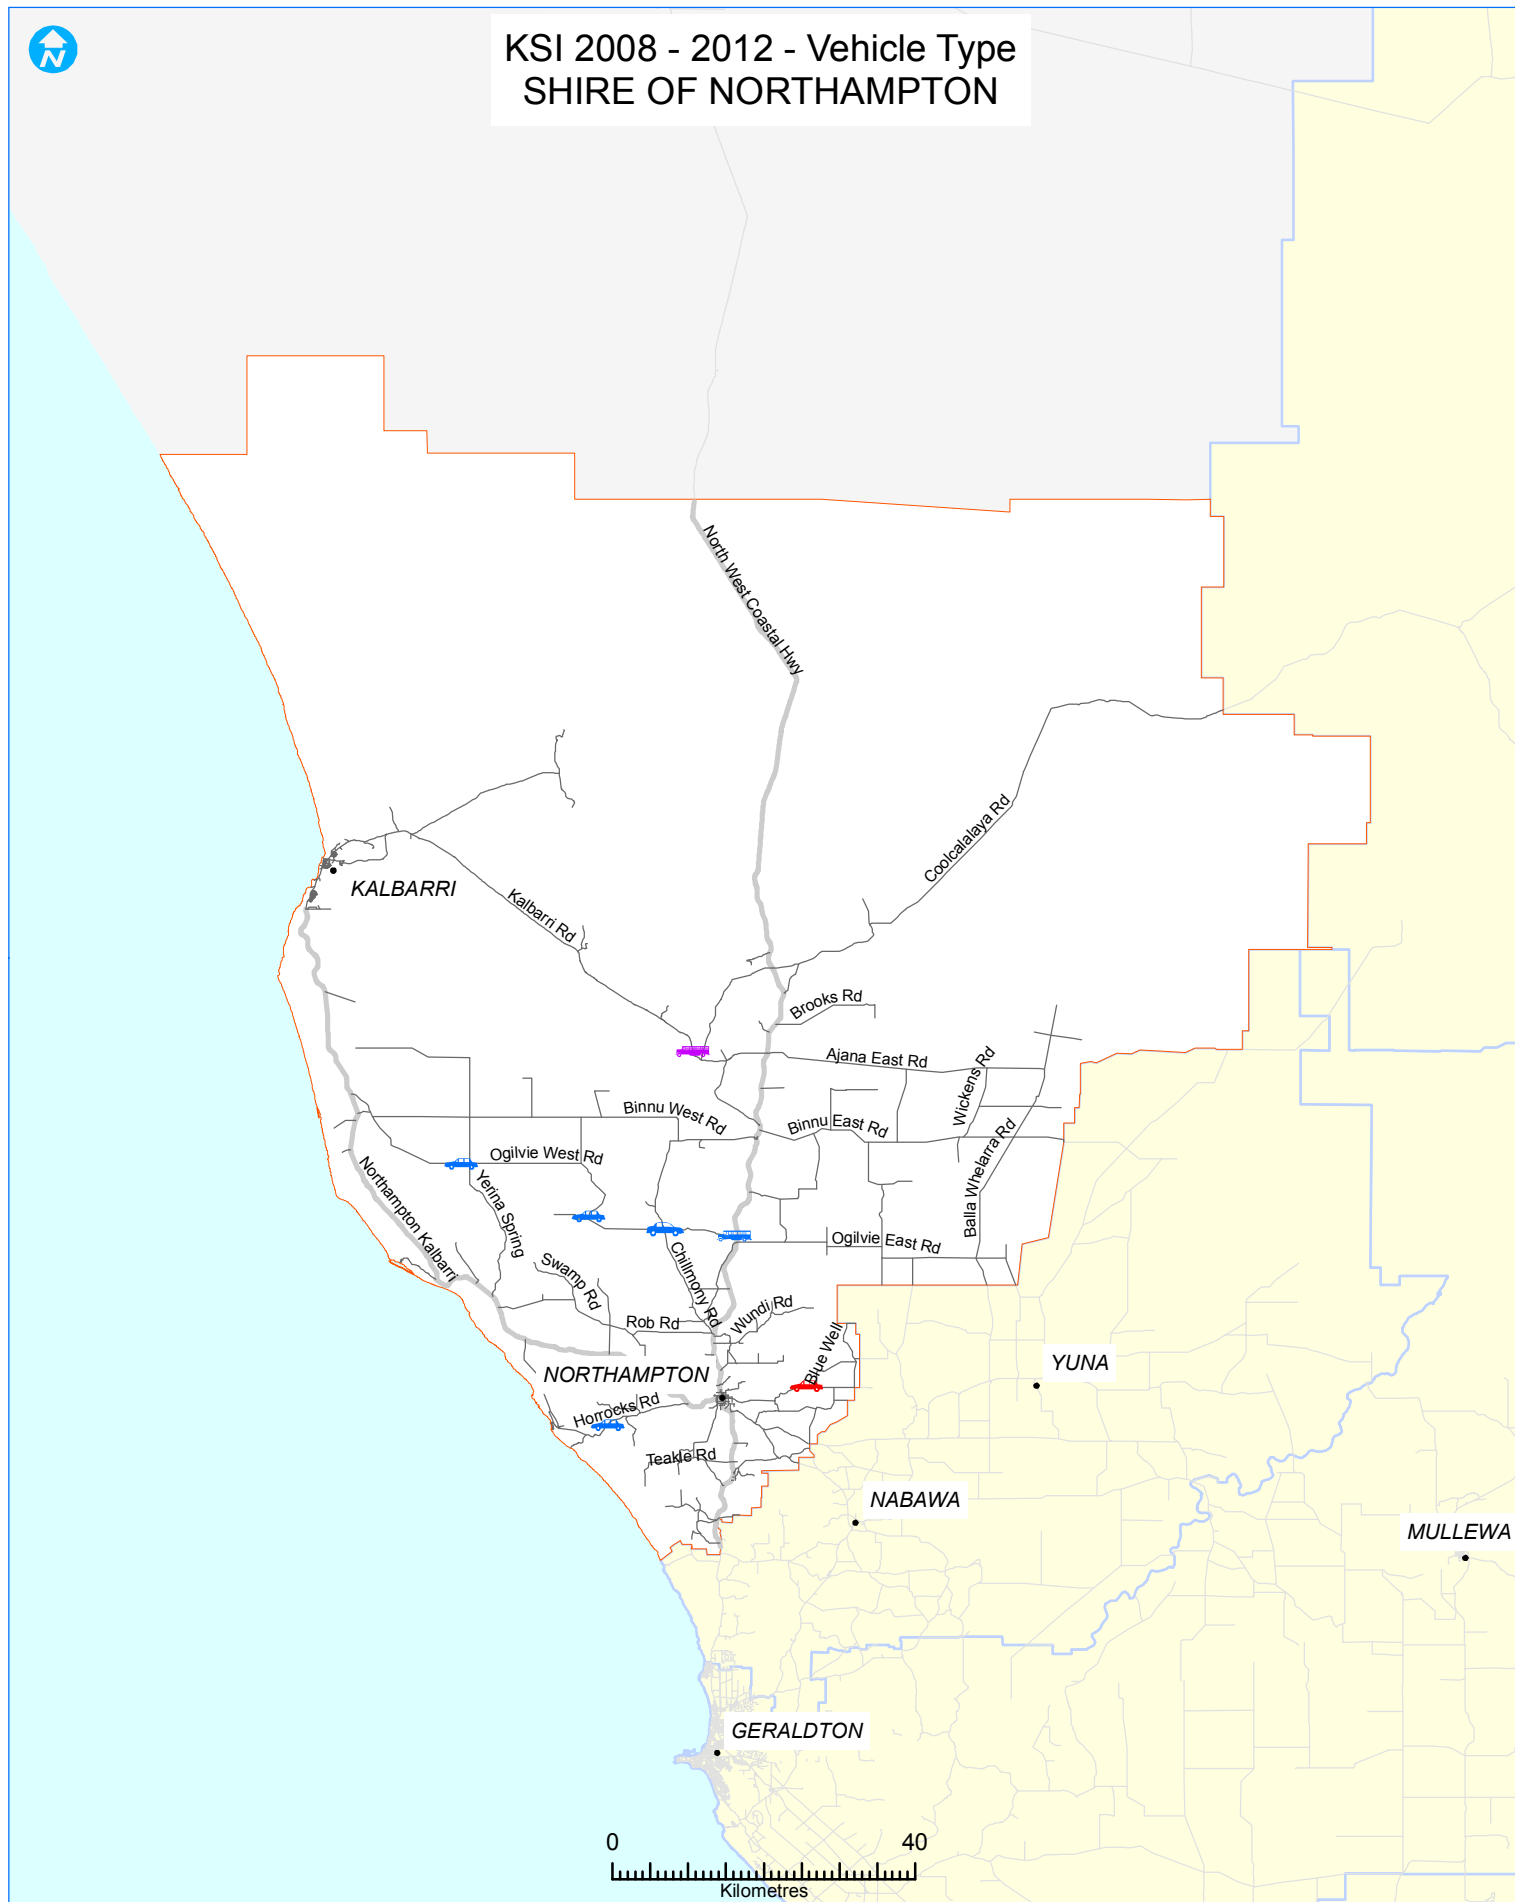 N
KSI 2008 - 2012 - Vehicle Type
SHIRE OF NORTHAMPTON
North West Coastal Hwy
Coolcalalaya Rd
KALBARRI
Kalbarri Rd
Brooks Rd
Ajana East Rd
Wickens Rd
Binnu West Rd
Binnu East Rd
Balla Whelarra Rd
Ogilvie West Rd
Northampton Kalbarri
Yerina Spring
Ogilvie East Rd
Chillmony Rd
Swamp Rd
Wundi Rd
Rob Rd
Blue Well
YUNA
NORTHAMPTON
Horrocks Rd
Teakle Rd
NABAWA
MULLEWA
GERALDTON
0 40
Kilometres